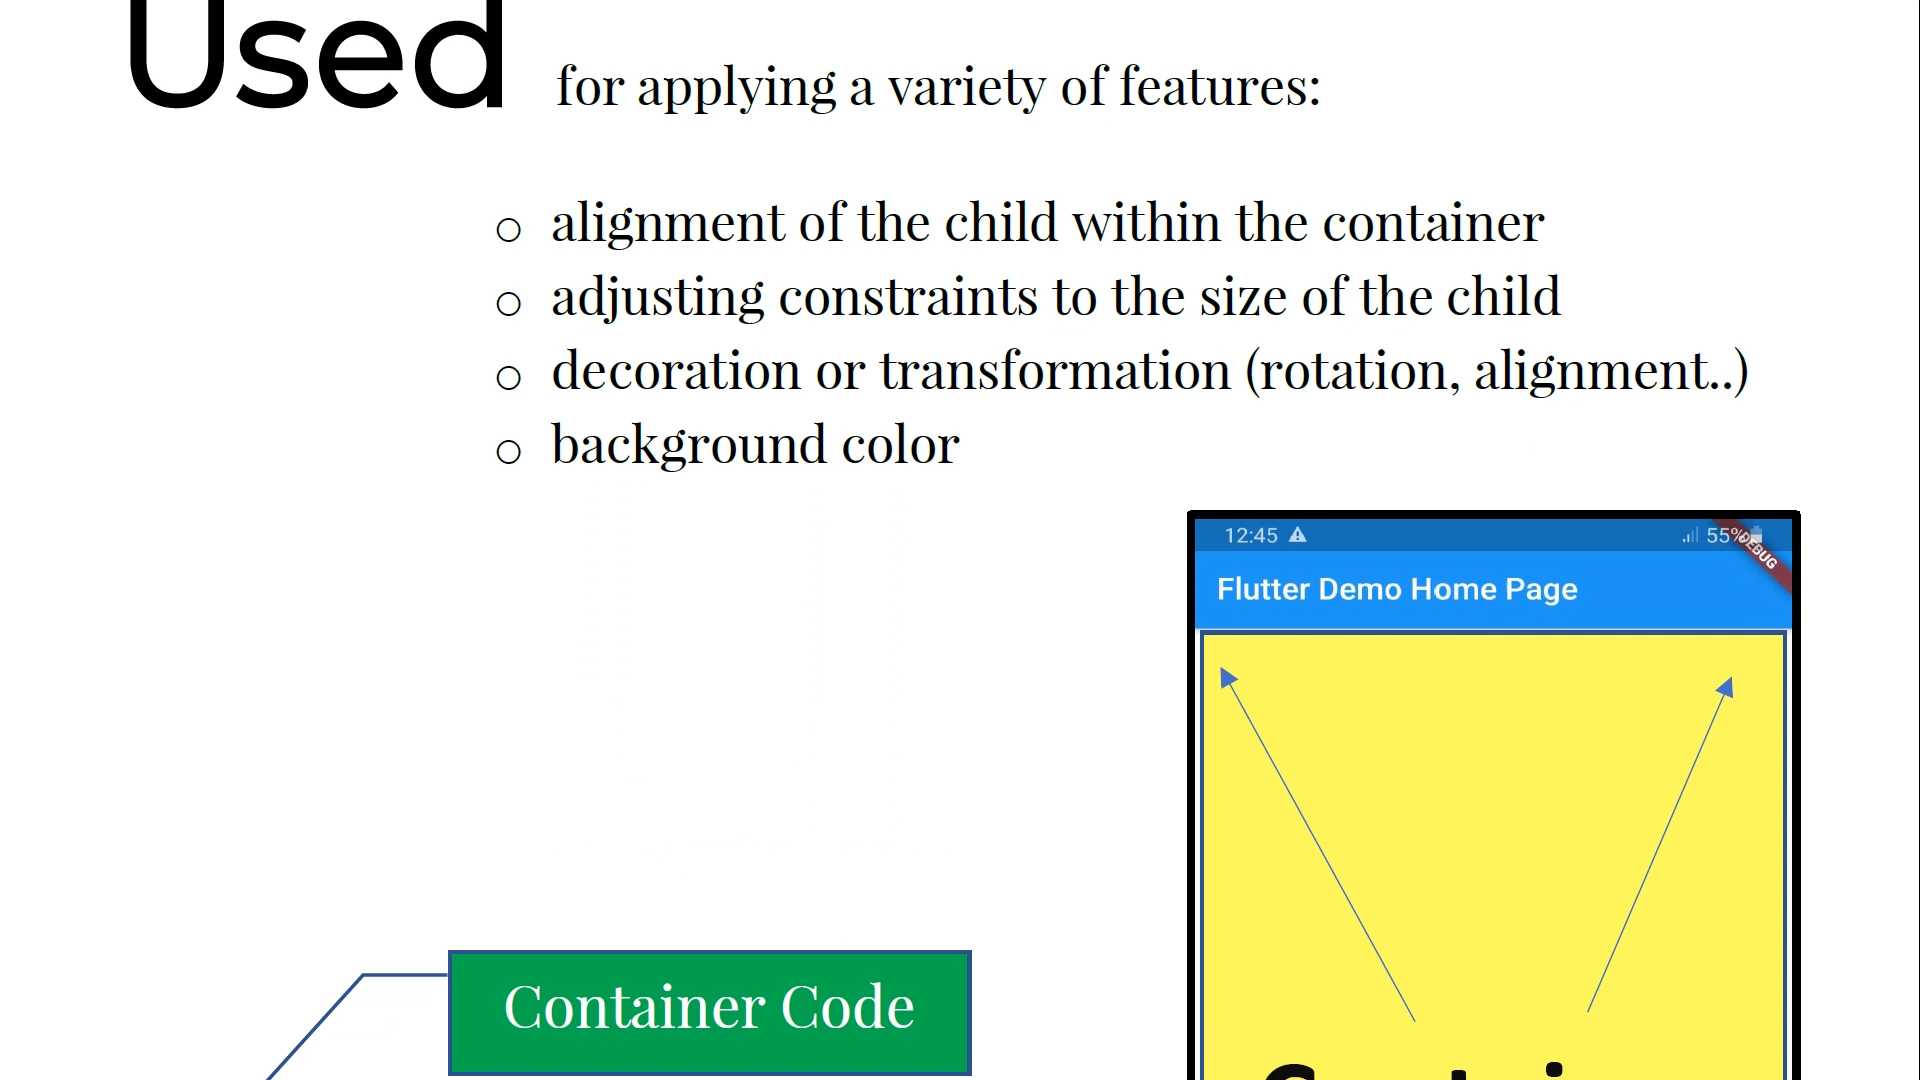 Used for applying a variety of features:
○ alignment of the child within the container
○ adjusting constraints to the size of the child
○ decoration or transformation (rotation, alignment..)
○ background color
12:45 55%
DEBUG
Flutter Demo Home Page
Container Code